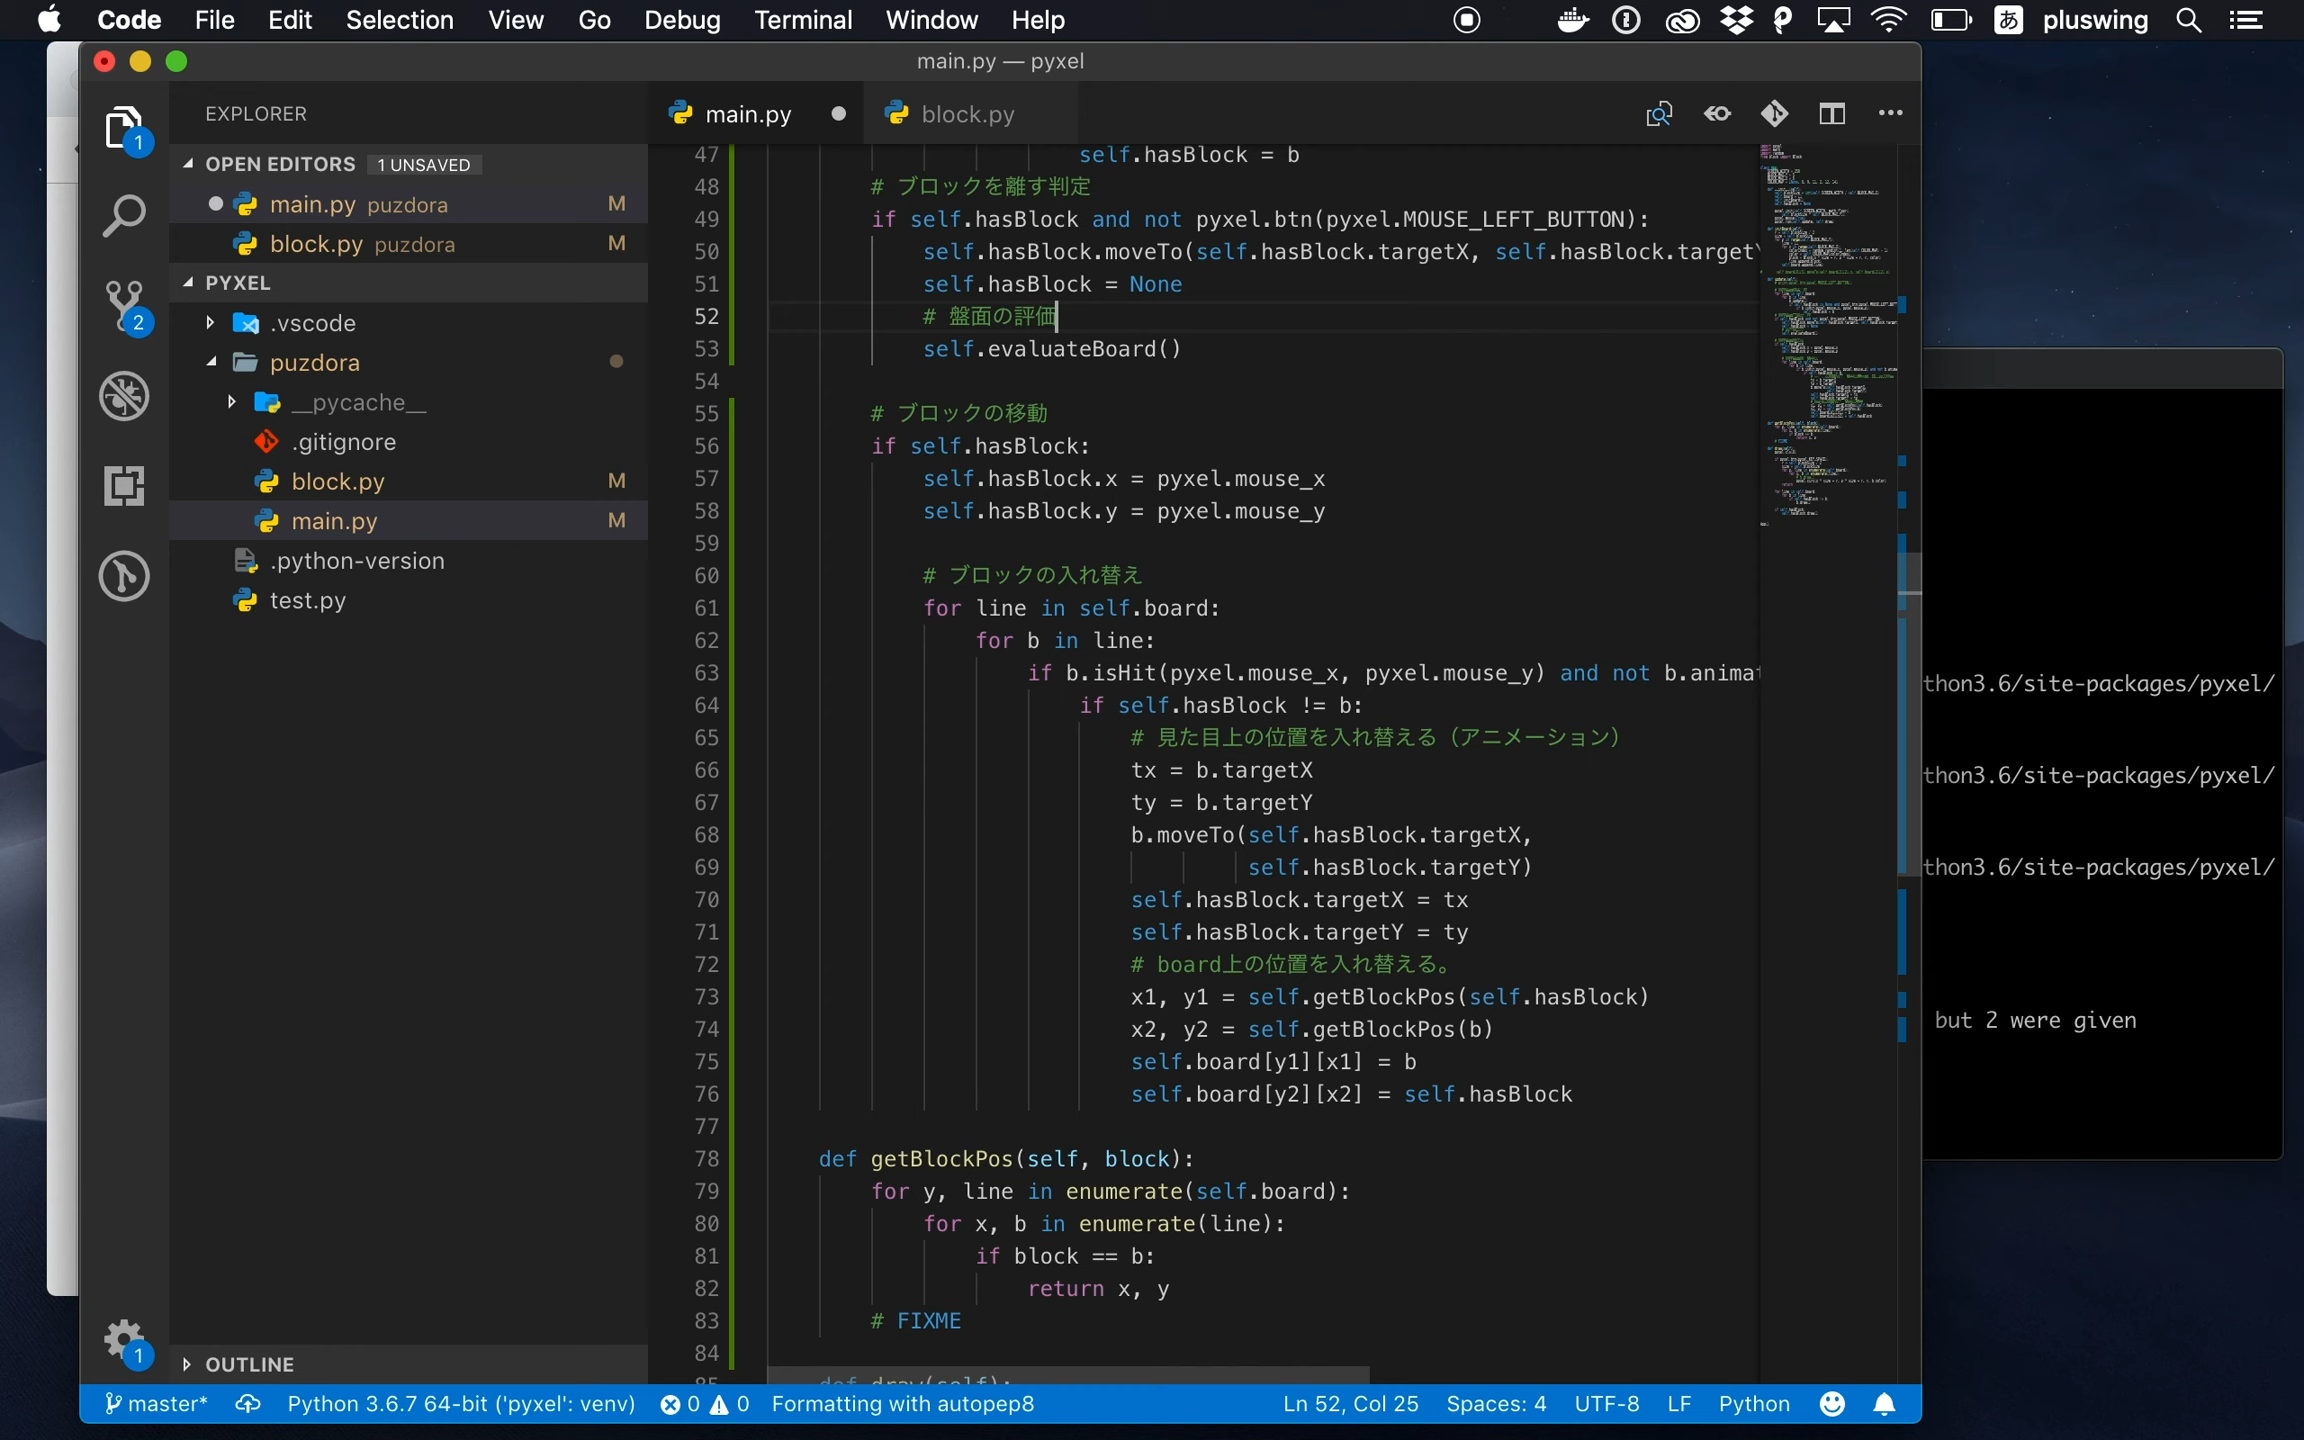 Code File Edit Selection View Go Debug Terminal Window Help あ pluswing
main.py — pyxel
EXPLORER
OPEN EDITORS 1 UNSAVED
main.py puzdora M
block.py puzdora M
PYXEL
.vscode
puzdora
__pycache__
.gitignore
block.py M
main.py M
.python-version
test.py
OUTLINE
1
2
1
main.py block.py
47 self.hasBlock = b
48 # ブロックを離す判定
49 if self.hasBlock and not pyxel.btn(pyxel.MOUSE_LEFT_BUTTON):
50 self.hasBlock.moveTo(self.hasBlock.targetX, self.hasBlock.targetY
51 self.hasBlock = None
52 # 盤面の評価
53 self.evaluateBoard()
54
55 # ブロックの移動
56 if self.hasBlock:
57 self.hasBlock.x = pyxel.mouse_x
58 self.hasBlock.y = pyxel.mouse_y
59
60 # ブロックの入れ替え
61 for line in self.board:
62 for b in line:
63 if b.isHit(pyxel.mouse_x, pyxel.mouse_y) and not b.animat
64 if self.hasBlock != b:
65 # 見た目上の位置を入れ替える（アニメーション）
66 tx = b.targetX
67 ty = b.targetY
68 b.moveTo(self.hasBlock.targetX,
69 self.hasBlock.targetY)
70 self.hasBlock.targetX = tx
71 self.hasBlock.targetY = ty
72 # board上の位置を入れ替える。
73 x1, y1 = self.getBlockPos(self.hasBlock)
74 x2, y2 = self.getBlockPos(b)
75 self.board[y1][x1] = b
76 self.board[y2][x2] = self.hasBlock
77
78 def getBlockPos(self, block):
79 for y, line in enumerate(self.board):
80 for x, b in enumerate(line):
81 if block == b:
82 return x, y
83 # FIXME
84
85 def draw(self):
thon3.6/site-packages/pyxel/
thon3.6/site-packages/pyxel/
thon3.6/site-packages/pyxel/
but 2 were given
master* Python 3.6.7 64-bit ('pyxel': venv) 0 0 Formatting with autopep8 Ln 52, Col 25 Spaces: 4 UTF-8 LF Python